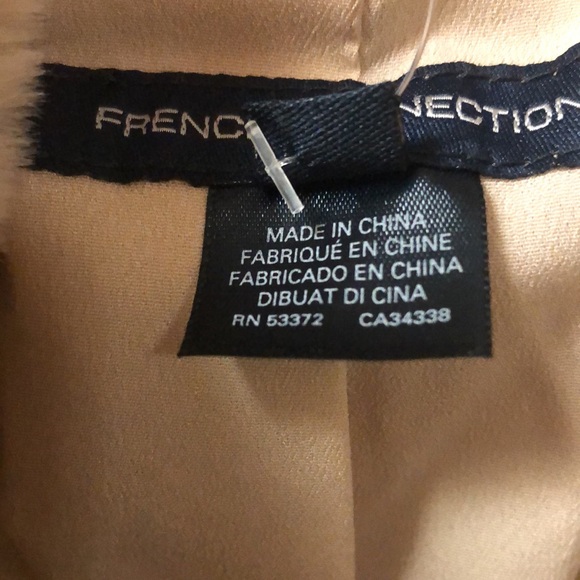 FRENC NECTION
MADE IN CHINA
FABRIQUÉ EN CHINE
FABRICADO EN CHINA
DIBUAT DI CINA
RN 53372 CA34338